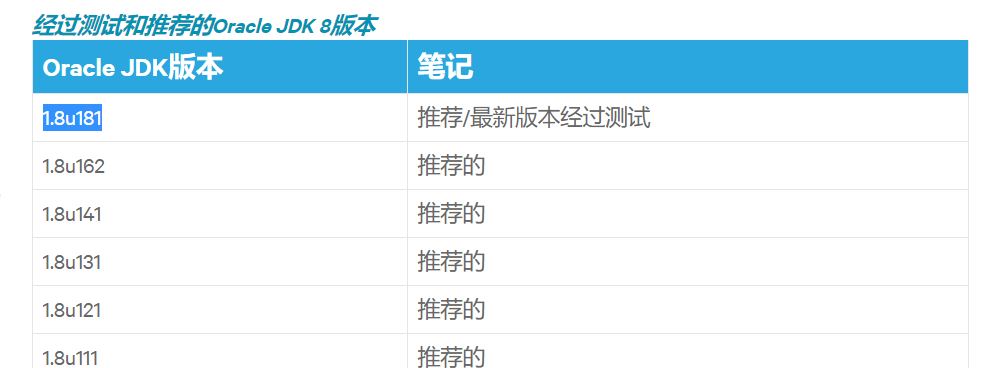 经过测试和推荐的Oracle JDK 8版本
Oracle JDK版本 笔记
1.8u181 推荐/最新版本经过测试
1.8u162 推荐的
1.8u141 推荐的
1.8u131 推荐的
1.8u121 推荐的
1.8u111 推荐的